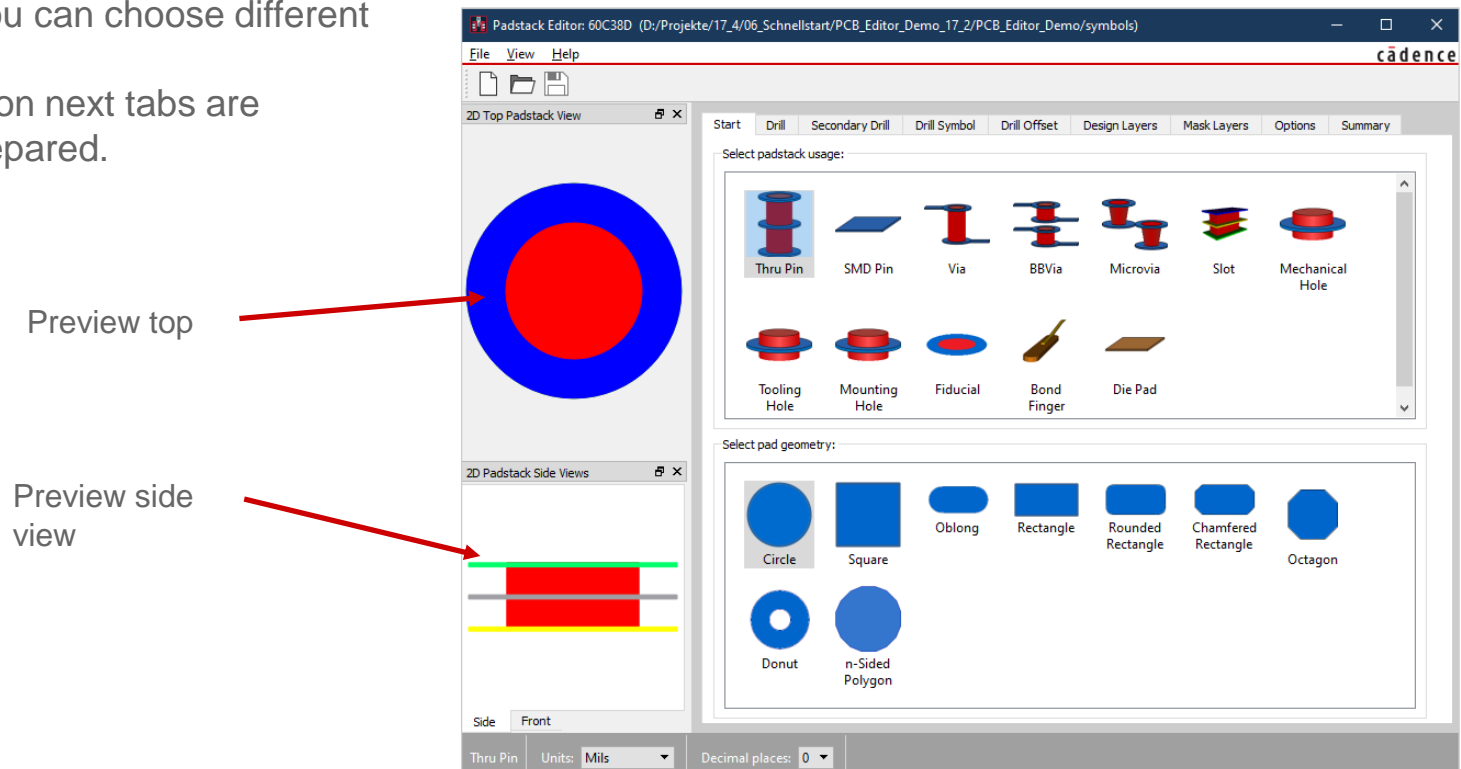 ou can choose different
on next tabs are
epared.
Preview top
Preview side
view
Padstack Editor: 60C38D (D:/Projekte/17_4/06_Schnellstart/PCB_Editor_Demo_17_2/PCB_Editor_Demo/symbols)
File View Help
cādence
2D Top Padstack View
Start Drill Secondary Drill Drill Symbol Drill Offset Design Layers Mask Layers Options Summary
Select padstack usage:
Thru Pin SMD Pin Via BBVia Microvia Slot Mechanical
Hole
Tooling Mounting Fiducial Bond Die Pad
Hole Hole Finger
Select pad geometry:
2D Padstack Side Views
Circle Square Oblong Rectangle Rounded Chamfered Octagon
Rectangle Rectangle
Donut n-Sided
Polygon
Side Front
Thru Pin Units: Mils Decimal places: 0